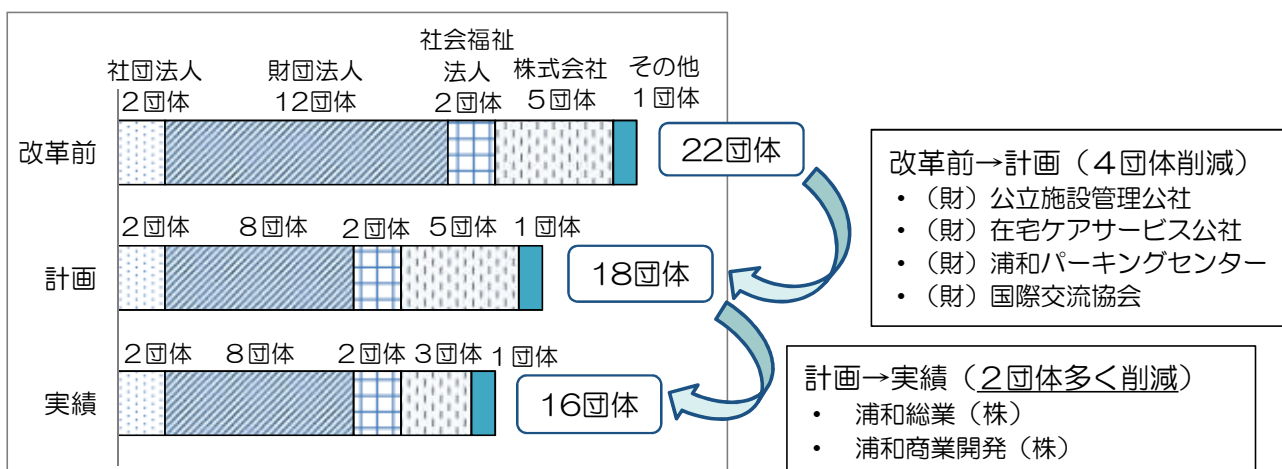 社団法人 財団法人 社会福祉法人 株式会社 その他
2団体 12団体 2団体 5団体 1団体
改革前 22団体
2団体 8団体 2団体 5団体 1団体
計画 18団体
2団体 8団体 2団体 3団体 1団体
実績 16団体
改革前→計画（4団体削減）
・（財）公立施設管理公社
・（財）在宅ケアサービス公社
・（財）浦和パーキングセンター
・（財）国際交流協会
計画→実績（2団体多く削減）
・ 浦和総業（株）
・ 浦和商業開発（株）